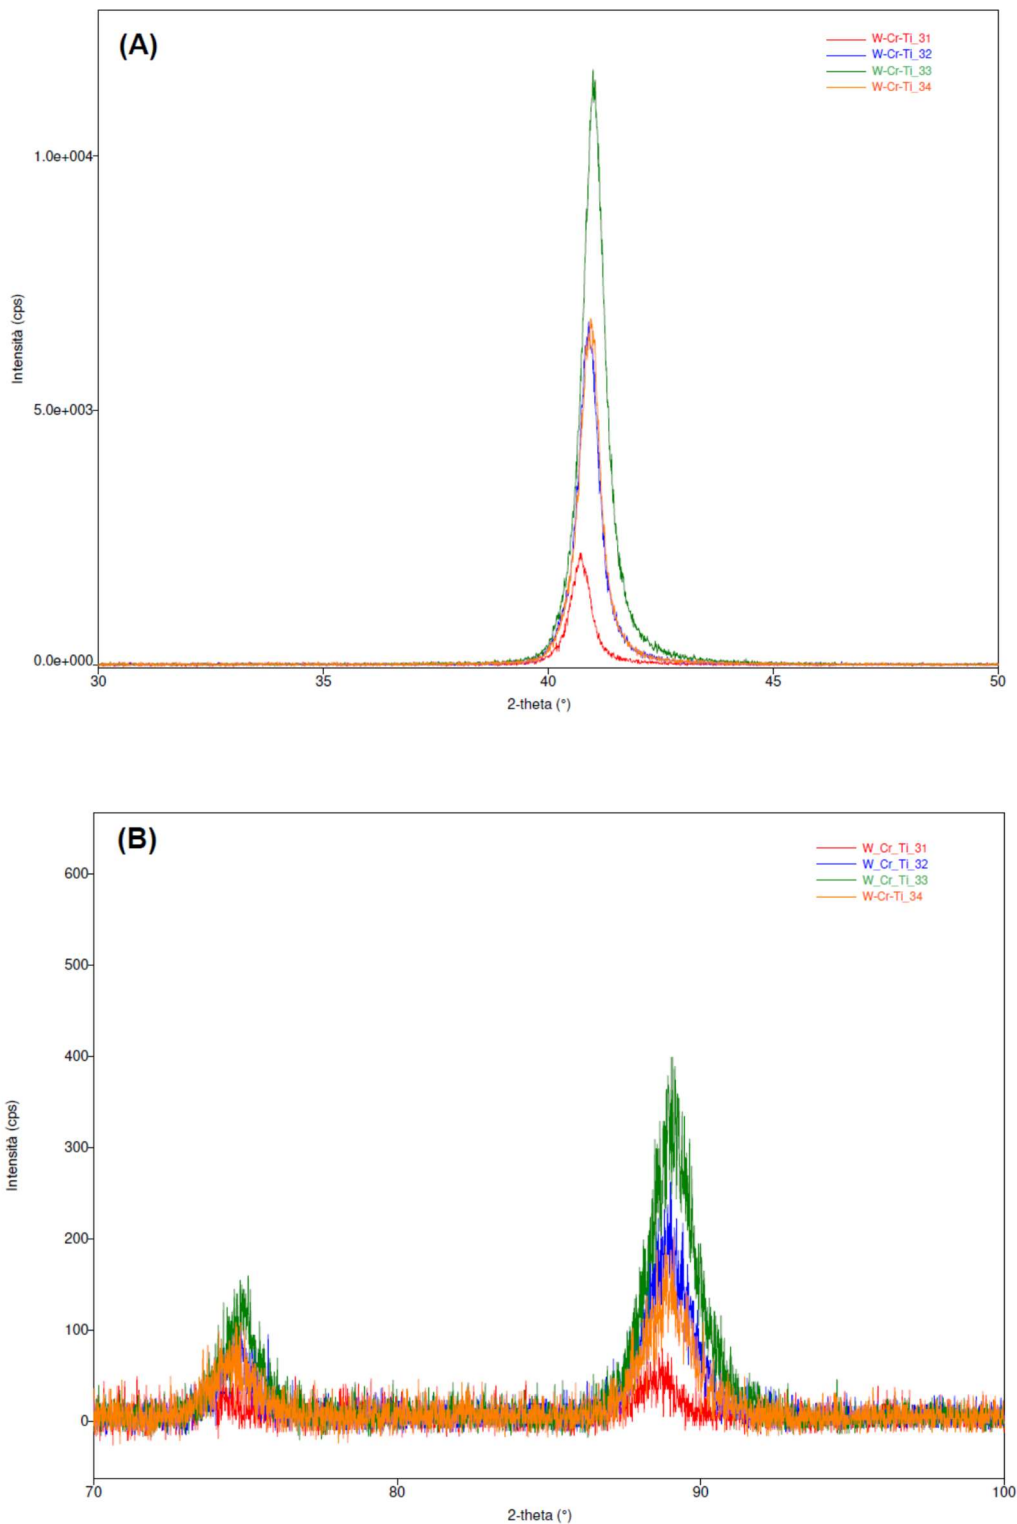 (A)
W-Cr-Ti_31
W-Cr-Ti_32
W-Cr-Ti_33
W-Cr-Ti_34
1.0e+004
5.0e+003
0.0e+000
Intensità (cps)
30
35
40
45
50
2-theta (°)
(B)
W_Cr_Ti_31
W_Cr_Ti_32
W_Cr_Ti_33
W-Cr-Ti_34
600
500
400
300
200
100
0
Intensità (cps)
70
80
90
100
2-theta (°)